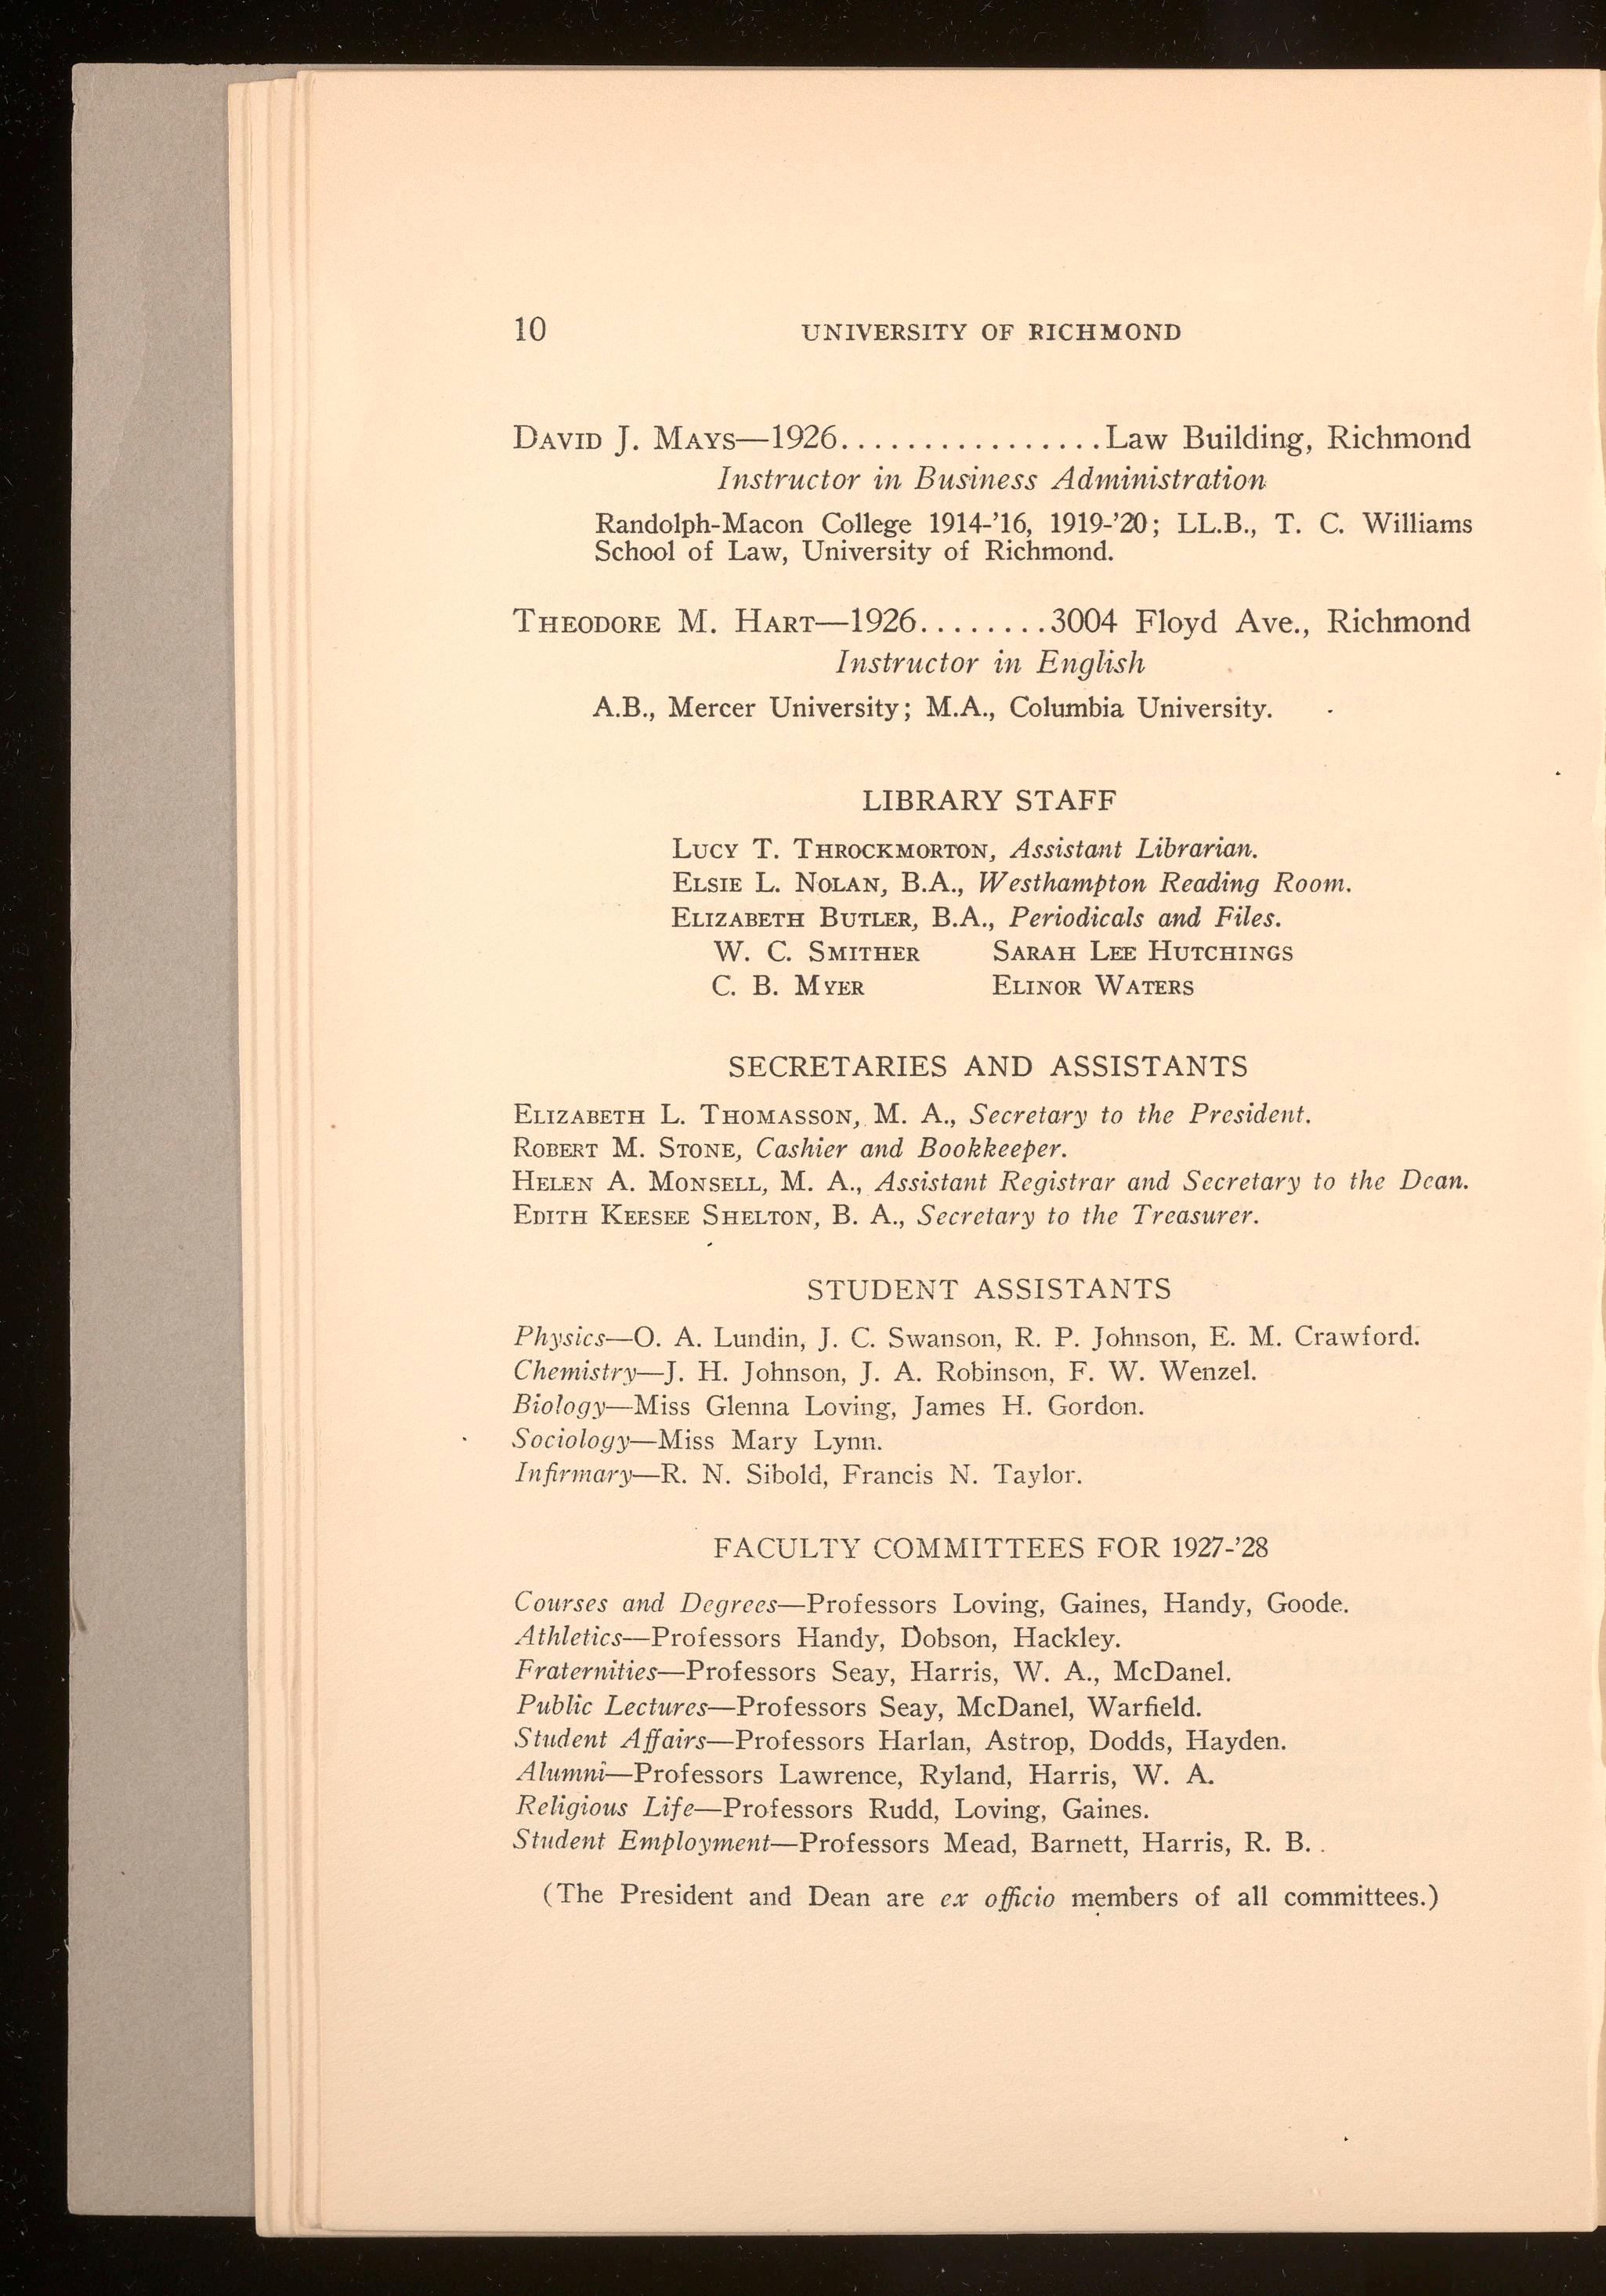 10 UNIVERSITY OF RICHMOND
DAVID J. MAYS—1926................Law Building, Richmond
Instructor in Business Administration
Randolph-Macon College 1914-’16, 1919-’20; LL.B., T. C. Williams
School of Law, University of Richmond.
THEODORE M. HART—1926........3004 Floyd Ave., Richmond
Instructor in English
A.B., Mercer University; M.A., Columbia University.
LIBRARY STAFF
LUCY T. THROCKMORTON, Assistant Librarian.
ELSIE L. NOLAN, B.A., Westhampton Reading Room.
ELIZABETH BUTLER, B.A., Periodicals and Files.
W. C. SMITHER SARAH LEE HUTCHINGS
C. B. MYER ELINOR WATERS
SECRETARIES AND ASSISTANTS
ELIZABETH L. THOMASSON, M. A., Secretary to the President.
ROBERT M. STONE, Cashier and Bookkeeper.
HELEN A. MONSELL, M. A., Assistant Registrar and Secretary to the Dean.
EDITH KEESEE SHELTON, B. A., Secretary to the Treasurer.
STUDENT ASSISTANTS
Physics—O. A. Lundin, J. C. Swanson, R. P. Johnson, E. M. Crawford.
Chemistry—J. H. Johnson, J. A. Robinson, F. W. Wenzel.
Biology—Miss Glenna Loving, James H. Gordon.
Sociology—Miss Mary Lynn.
Infirmary—R. N. Sibold, Francis N. Taylor.
FACULTY COMMITTEES FOR 1927-’28
Courses and Degrees—Professors Loving, Gaines, Handy, Goode.
Athletics—Professors Handy, Dobson, Hackley.
Fraternities—Professors Seay, Harris, W. A., McDanel.
Public Lectures—Professors Seay, McDanel, Warfield.
Student Affairs—Professors Harlan, Astrop, Dodds, Hayden.
Alumni—Professors Lawrence, Ryland, Harris, W. A.
Religious Life—Professors Rudd, Loving, Gaines.
Student Employment—Professors Mead, Barnett, Harris, R. B.
(The President and Dean are ex officio members of all committees.)